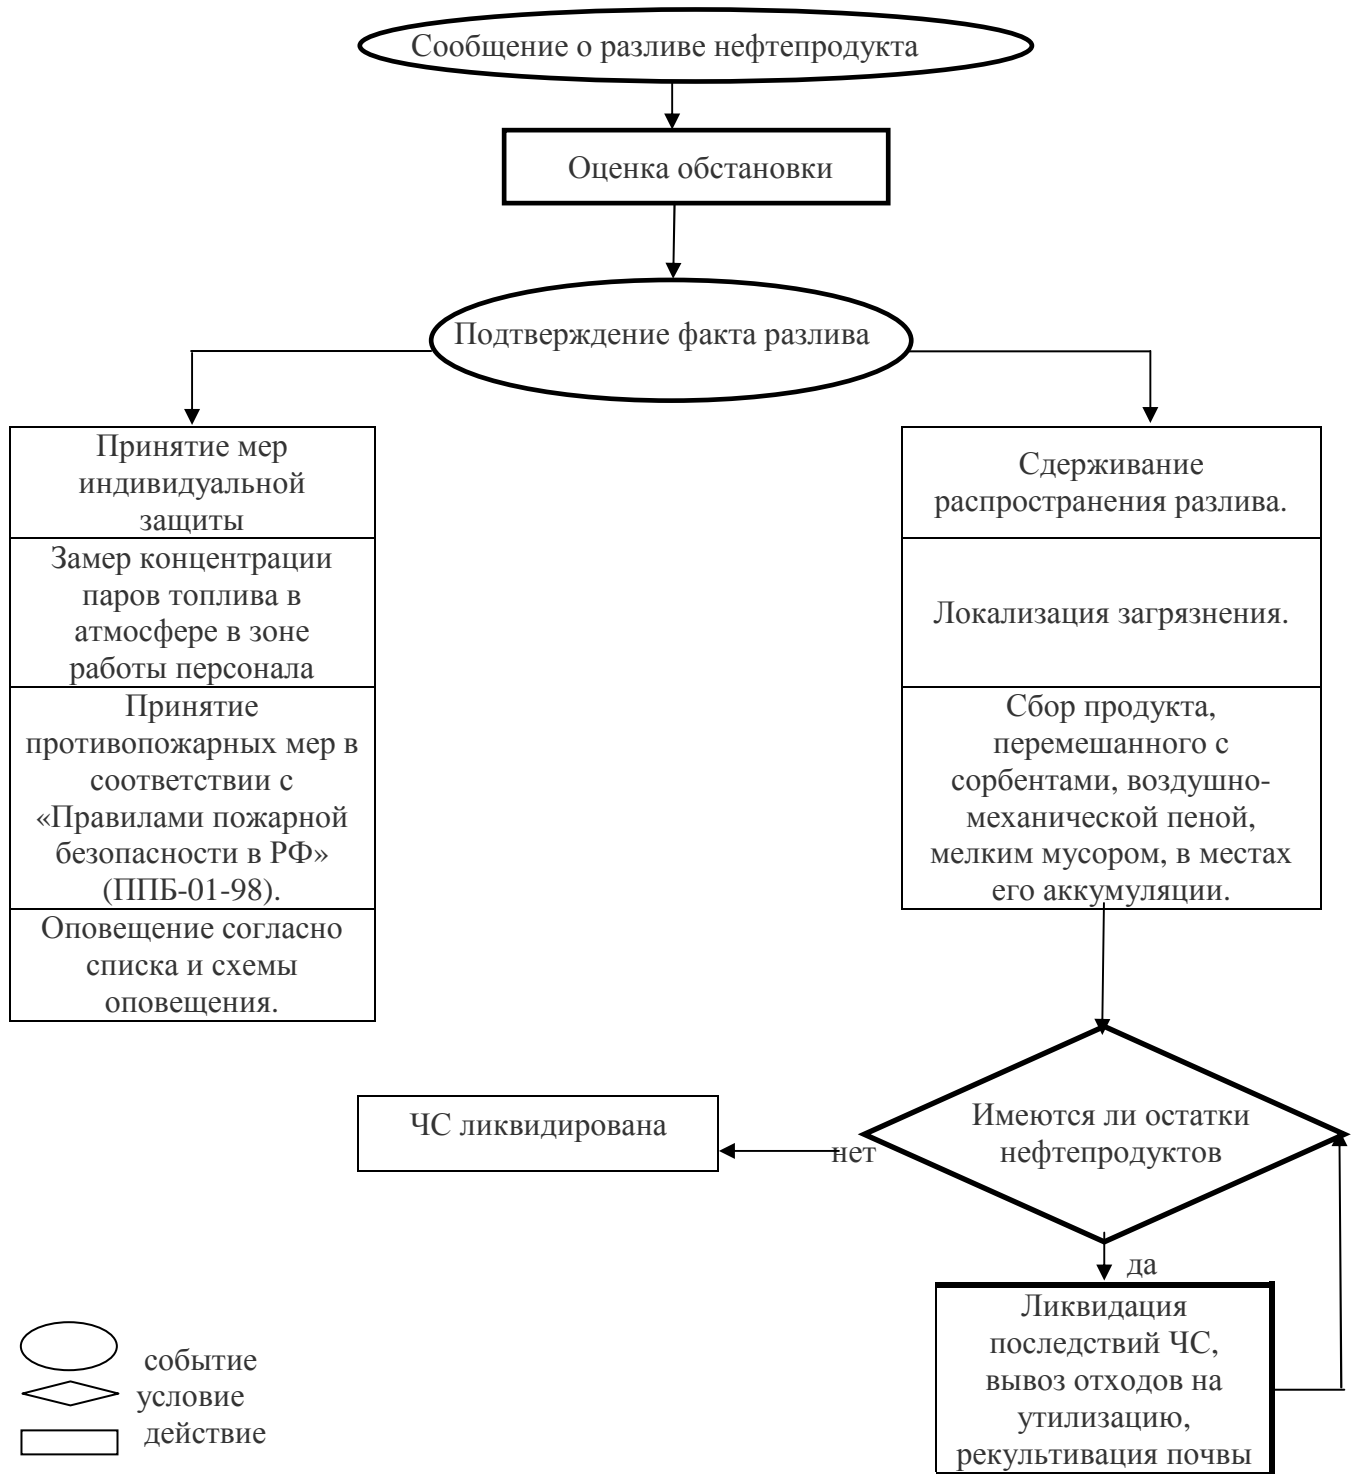 Сообщение о разливе нефтепродукта
Оценка обстановки
Подтверждение факта разлива
Принятие мер
индивидуальной
защиты
Замер концентрации
паров топлива в
атмосфере в зоне
работы персонала
Принятие
противопожарных мер в
соответствии с
«Правилами пожарной
безопасности в РФ»
(ППБ-01-98).
Оповещение согласно
списка и схемы
оповещения.
Сдерживание
распространения разлива.
Локализация загрязнения.
Сбор продукта,
перемешанного с
сорбентами, воздушно-
механической пеной,
мелким мусором, в местах
его аккумуляции.
Имеются ли остатки
нефтепродуктов
нет
ЧС ликвидирована
да
Ликвидация
последствий ЧС,
вывоз отходов на
утилизацию,
рекультивация почвы
событие
условие
действие